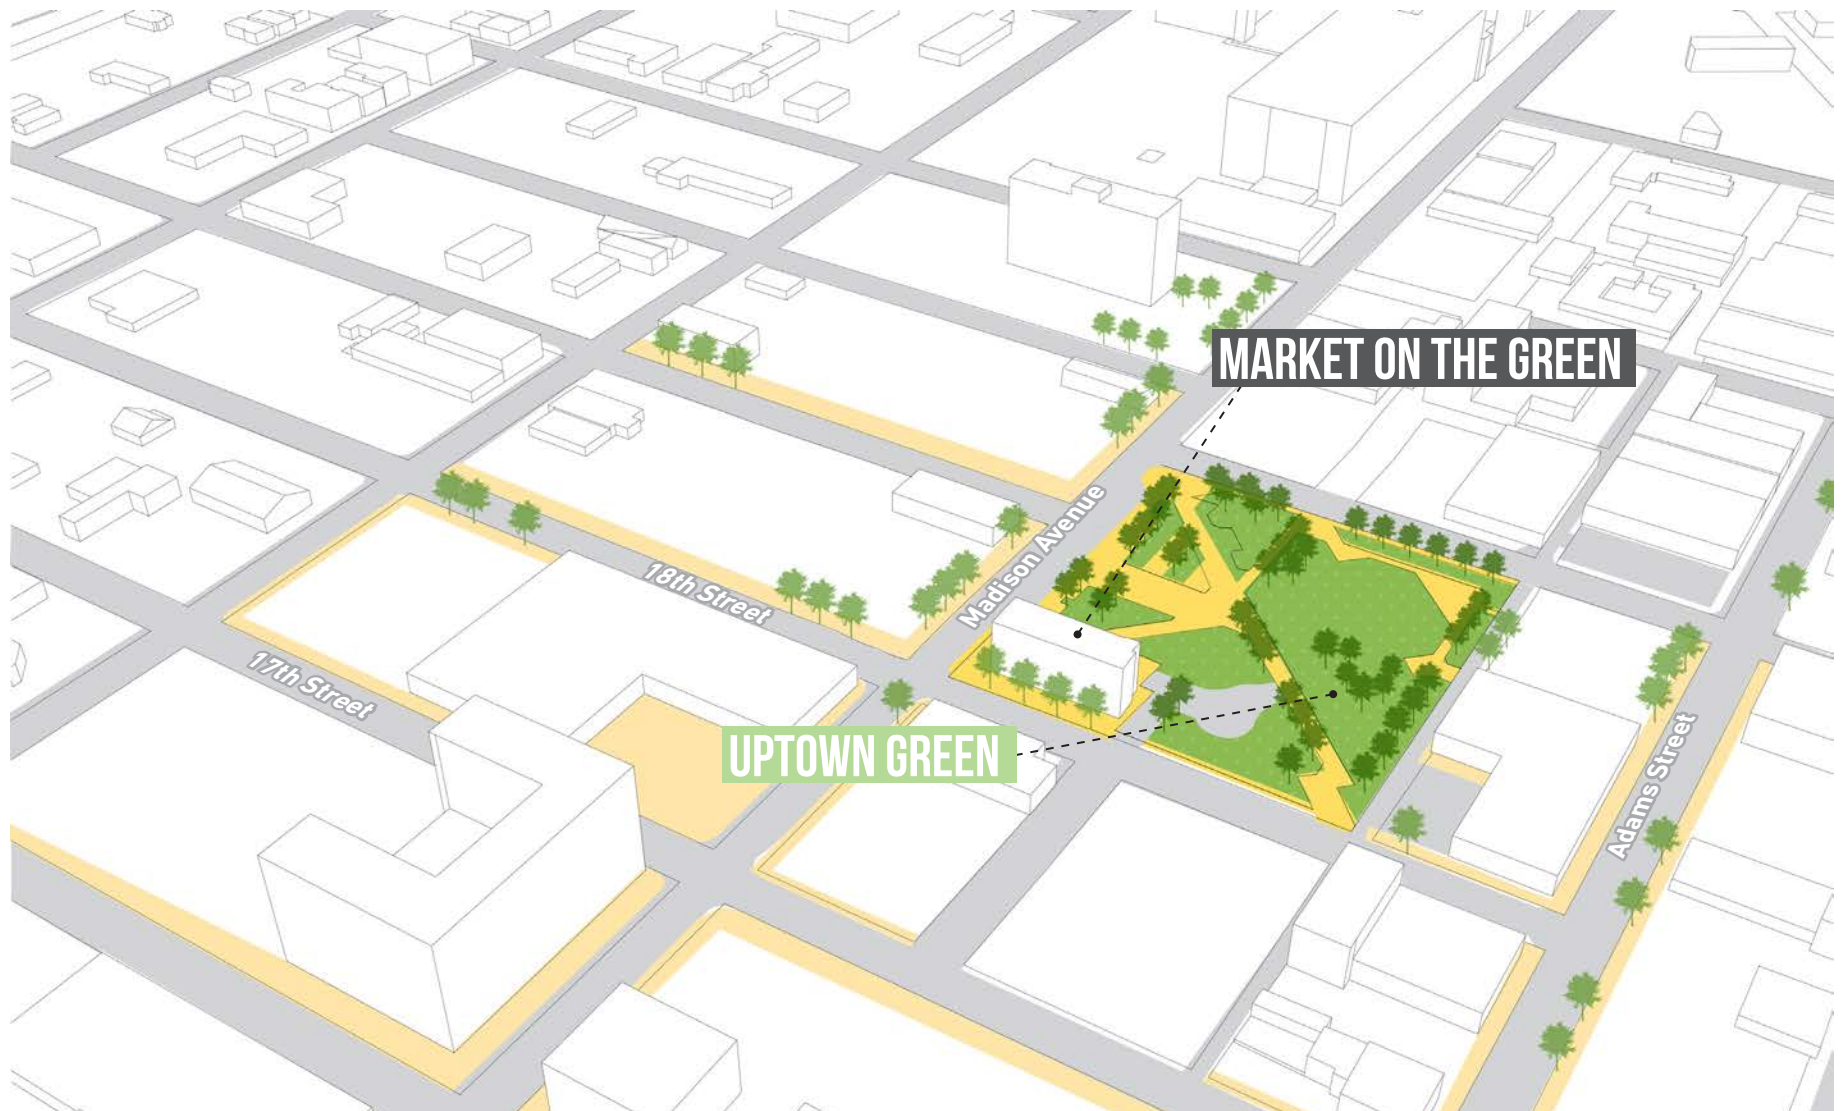 MARKET ON THE GREEN
Madison Avenue
18th Street
17th Street
UPTOWN GREEN
Adams Street